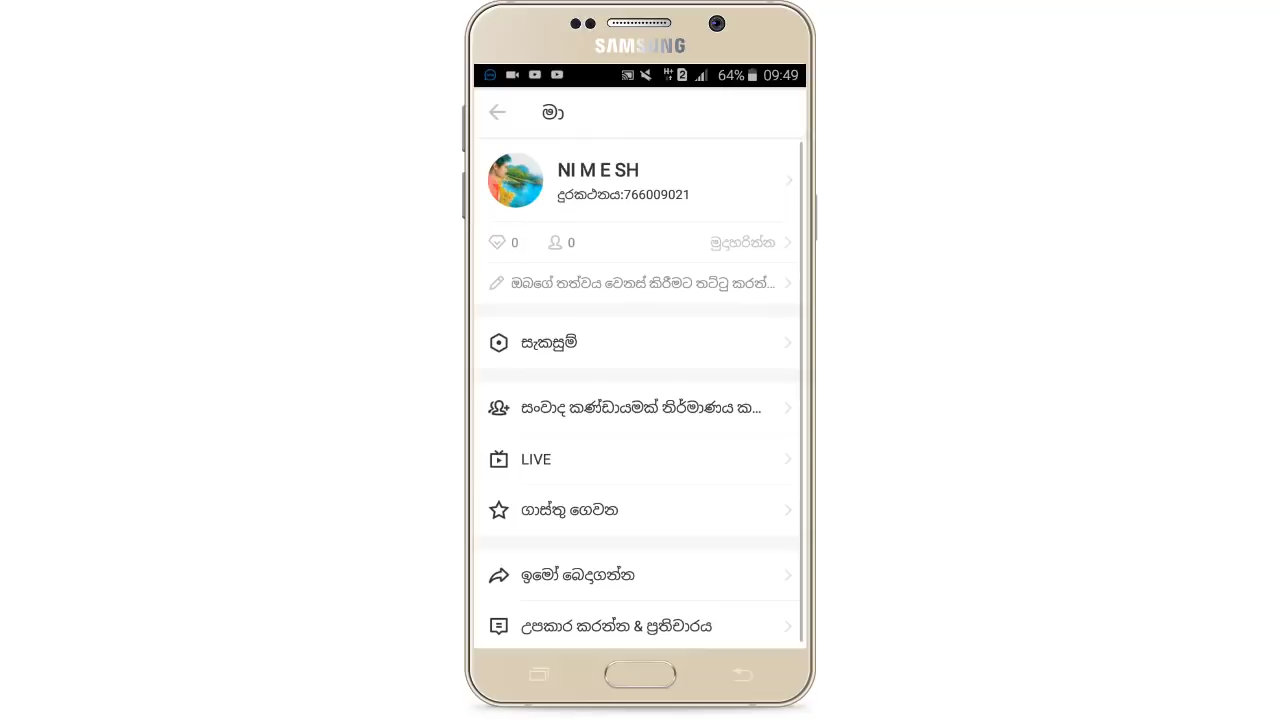 SAMSUNG
64% 09:49
මා
NI M E SH
දුරකථනය:766009021
0 0 මුදාහරින්න
ඔබගේ තත්වය වෙනස් කිරීමට තට්ටු කරන්...
සැකසුම්
සංවාද කණ්ඩායමක් නිර්මාණය ක...
LIVE
ගාස්තු ගෙවන
ඉමෝ බෙදාගන්න
උපකාර කරන්න & ප්‍රතිචාරය